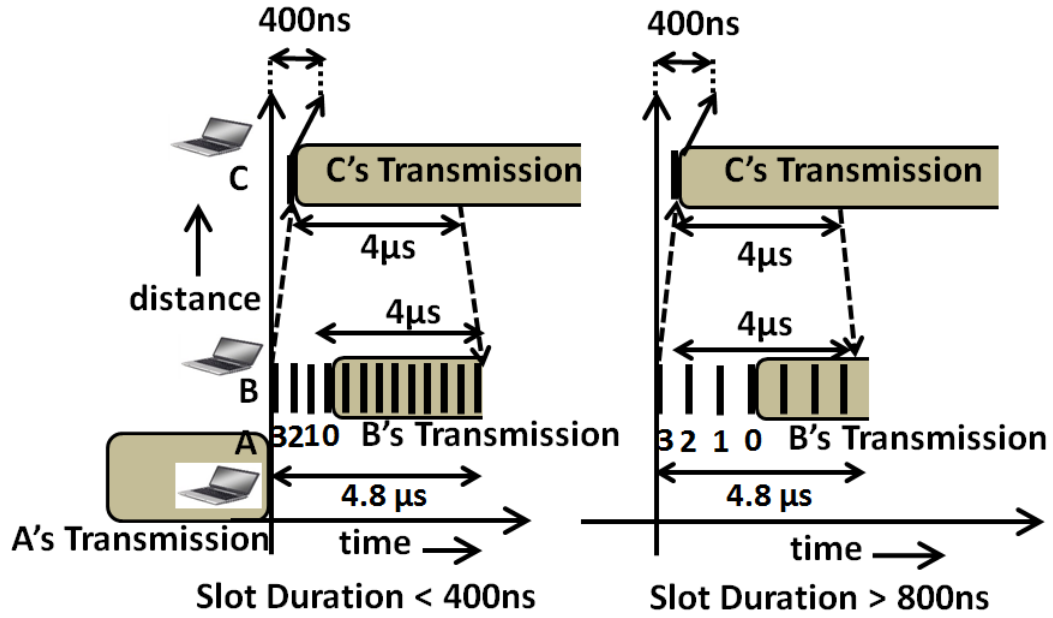 400ns
C
C's Transmission
4μs
distance
4μs
B
A
3210
B's Transmission
4.8 μs
A's Transmission
time
Slot Duration < 400ns
400ns
C's Transmission
4μs
4μs
3 2 1 0
B's Transmission
4.8 μs
time
Slot Duration > 800ns